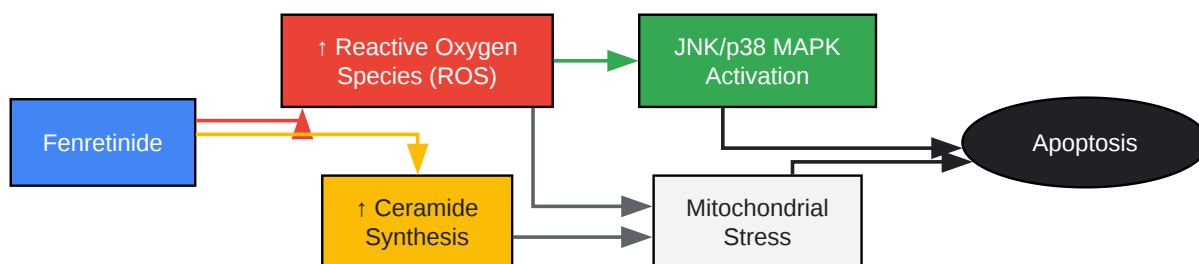 Fenretinide
↑ Reactive Oxygen
Species (ROS)
↑ Ceramide
Synthesis
JNK/p38 MAPK
Activation
Mitochondrial
Stress
Apoptosis